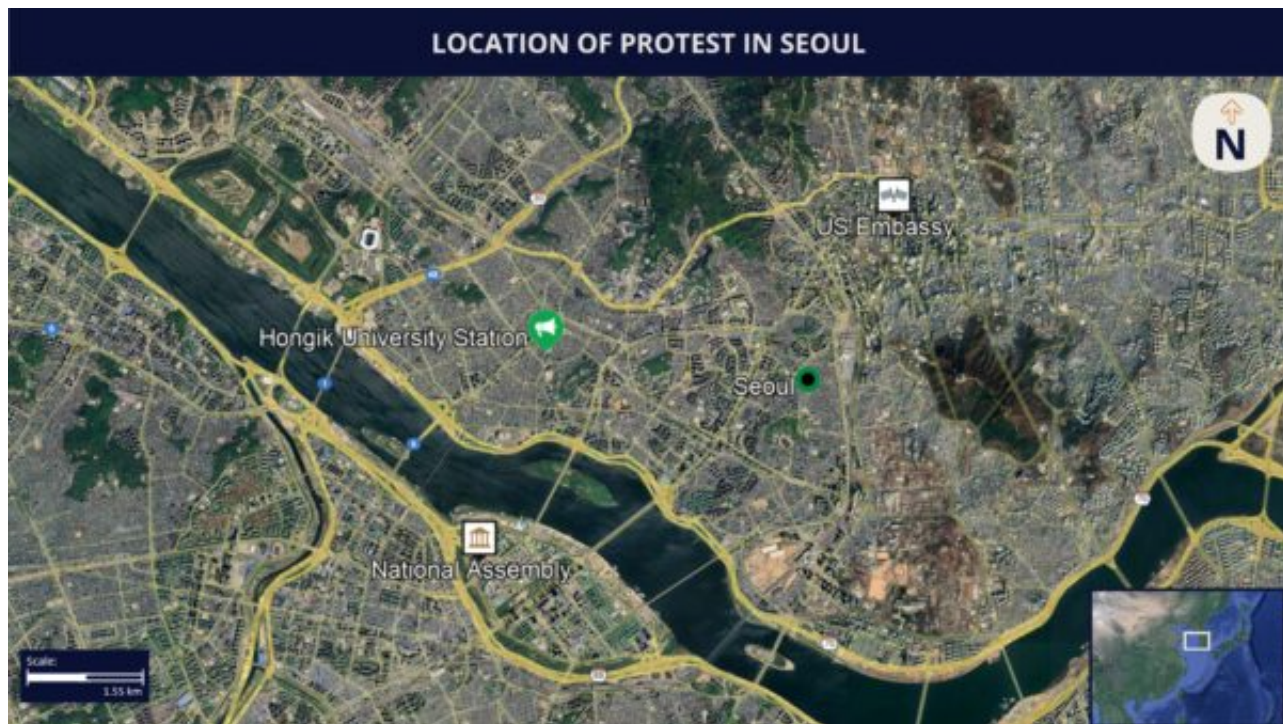 LOCATION OF PROTEST IN SEOUL
N
US Embassy
Hongik University Station
Seoul
National Assembly
Scale:
1.55 km